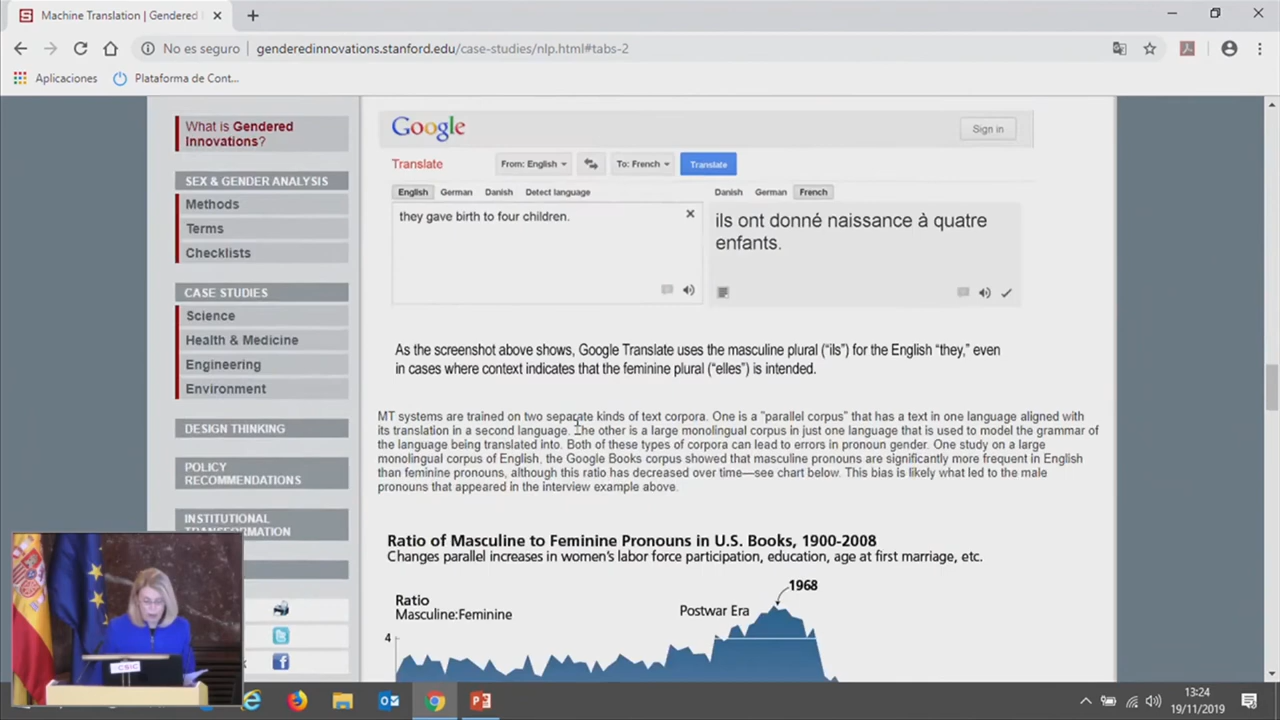 Machine Translation | Gendered
No es seguro
genderedinnovations.stanford.edu/case-studies/nlp.html#tabs-2
Aplicaciones
Plataforma de Cont...
What is Gendered
Innovations?
SEX & GENDER ANALYSIS
Methods
Terms
Checklists
CASE STUDIES
Science
Health & Medicine
Engineering
Environment
DESIGN THINKING
POLICY
RECOMMENDATIONS
INSTITUTIONAL
TRANSFORMATION
Google
Sign in
Translate
From: English
To: French
Translate
English German Danish Detect language
Danish German French
they gave birth to four children.
ils ont donné naissance à quatre
enfants.
As the screenshot above shows, Google Translate uses the masculine plural (“ils”) for the English “they,” even
in cases where context indicates that the feminine plural (“elles”) is intended.
MT systems are trained on two separate kinds of text corpora. One is a "parallel corpus" that has a text in one language aligned with
its translation in a second language. The other is a large monolingual corpus in just one language that is used to model the grammar of
the language being translated into. Both of these types of corpora can lead to errors in pronoun gender. One study on a large
monolingual corpus of English, the Google Books corpus showed that masculine pronouns are significantly more frequent in English
than feminine pronouns, although this ratio has decreased over time—see chart below. This bias is likely what led to the male
pronouns that appeared in the interview example above.
Ratio of Masculine to Feminine Pronouns in U.S. Books, 1900-2008
Changes parallel increases in women’s labor force participation, education, age at first marriage, etc.
1968
Ratio
Masculine:Feminine
Postwar Era
4
CSIC
13:24
19/11/2019